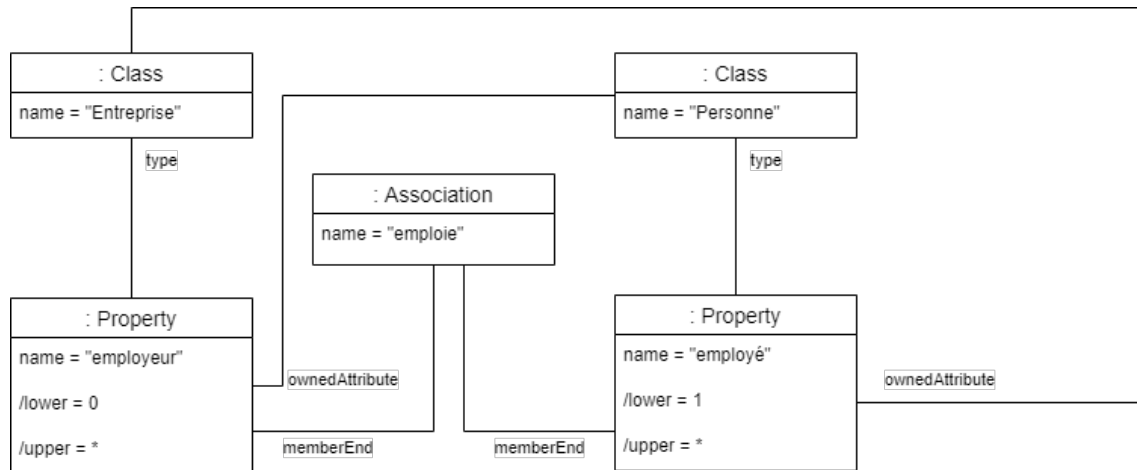 : Class
name = "Entreprise"
type
: Class
name = "Personne"
type
: Association
name = "emploie"
: Property
name = "employeur"
/lower = 0
/upper = *
ownedAttribute
memberEnd
memberEnd
: Property
name = "employé"
/lower = 1
/upper = *
ownedAttribute